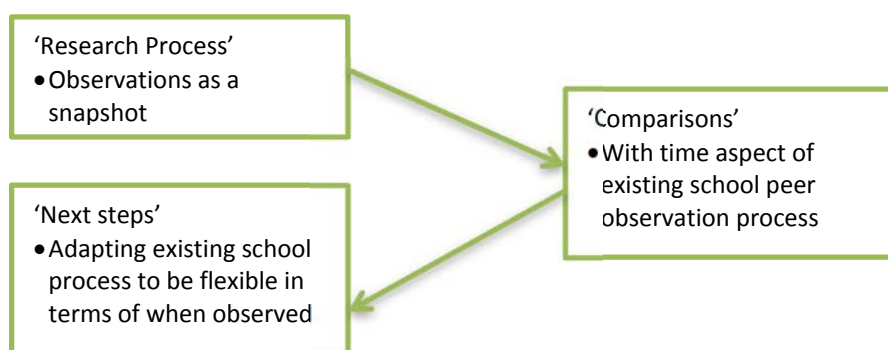 ‘Research Process’
•Observations as a
snapshot
‘Comparisons’
•With time aspect of
existing school peer
observation process
‘Next steps’
•Adapting existing school
process to be flexible in
terms of when observed